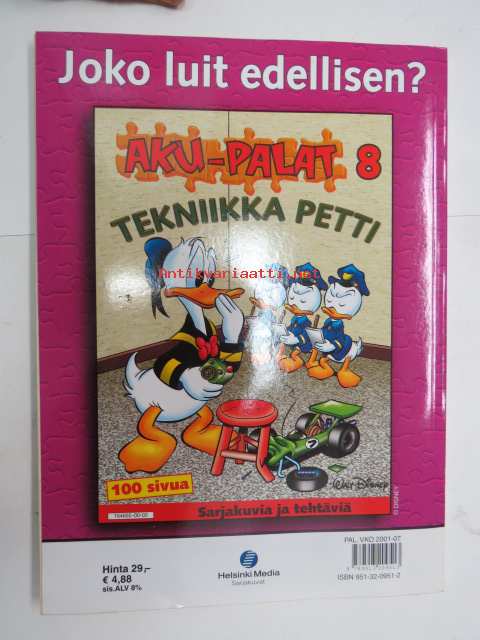 Joko luit edellisen?
AKU-PALAT 8
TEKNIIKKA PETTI
Antikvariaatti.net
7
100 sivua
Walt Disney
© DISNEY
Sarjakuvia ja tehtäviä
PAL. VKO 2001-07
Hinta 29,–
€ 4,88
sis.ALV 8%
Helsinki Media
Sarjakuvat
ISBN 951-32-0951-2